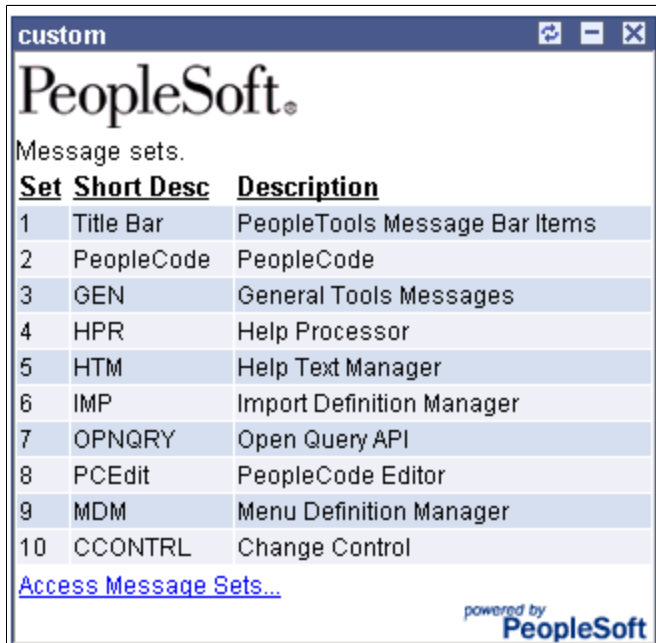 custom
PeopleSoft®
Message sets.
Set Short Desc Description
1 Title Bar PeopleTools Message Bar Items
2 PeopleCode PeopleCode
3 GEN General Tools Messages
4 HPR Help Processor
5 HTM Help Text Manager
6 IMP Import Definition Manager
7 OPNQRY Open Query API
8 PCEdit PeopleCode Editor
9 MDM Menu Definition Manager
10 CCONTRL Change Control
Access Message Sets...
powered by
PeopleSoft